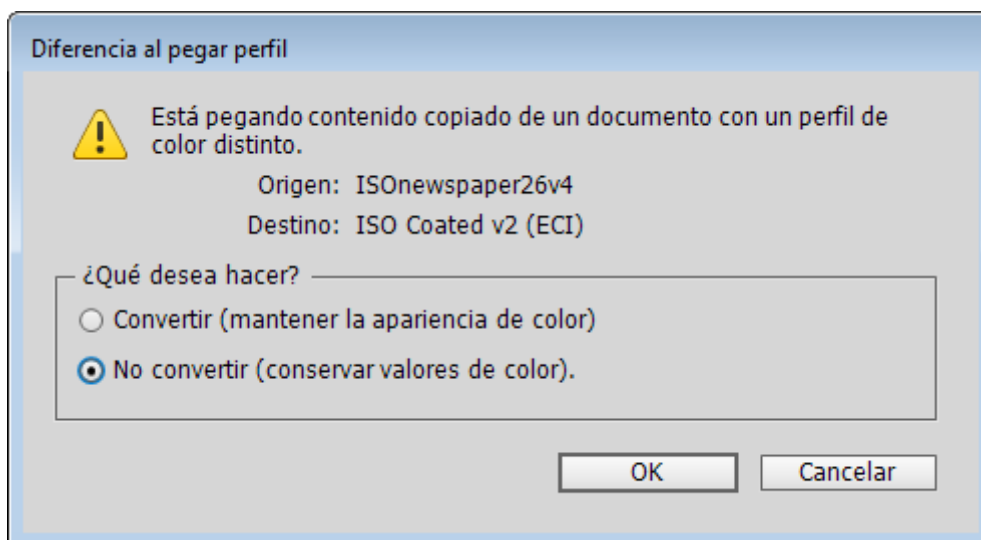 Diferencia al pegar perfil
Está pegando contenido copiado de un documento con un perfil de
color distinto.
Origen: ISOnewspaper26v4
Destino: ISO Coated v2 (ECI)
¿Qué desea hacer?
Convertir (mantener la apariencia de color)
No convertir (conservar valores de color).
OK Cancelar